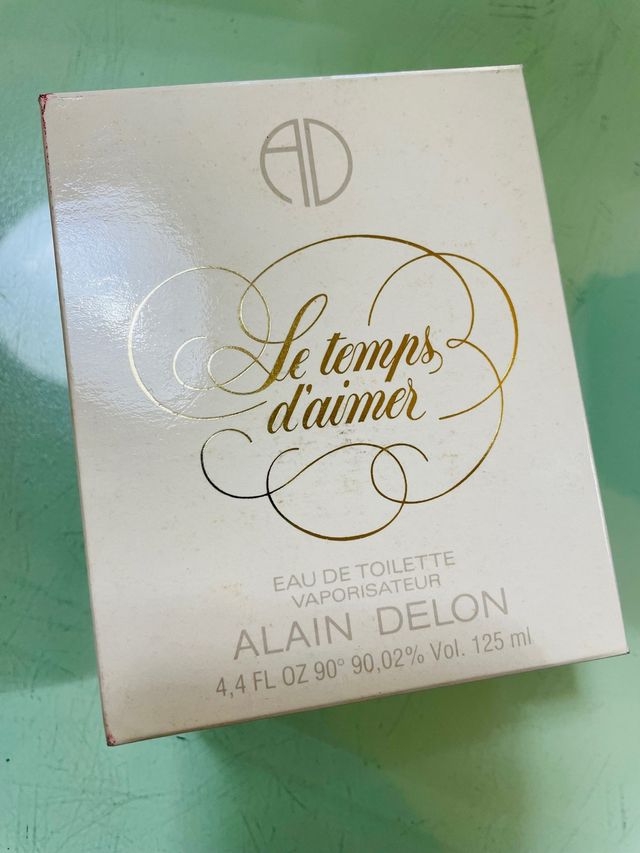 AD
Le temps
d'aimer
EAU DE TOILETTE
VAPORISATEUR
ALAIN DELON
4,4 FL OZ 90° 90,02% Vol. 125 ml